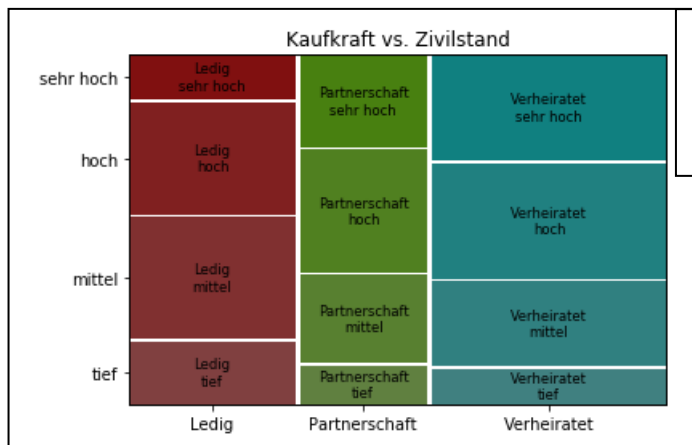 Kaufkraft vs. Zivilstand
sehr hoch
hoch
mittel
tief
Ledig
sehr hoch
Ledig
hoch
Ledig
mittel
Ledig
tief
Partnerschaft
sehr hoch
Partnerschaft
hoch
Partnerschaft
mittel
Partnerschaft
tief
Verheiratet
sehr hoch
Verheiratet
hoch
Verheiratet
mittel
Verheiratet
tief
Ledig
Partnerschaft
Verheiratet